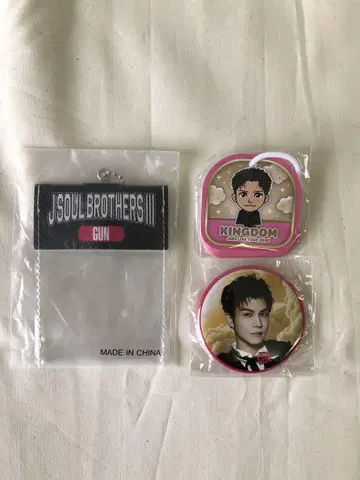 J SOUL BROTHERS III
GUN
MADE IN CHINA
KINGDOM